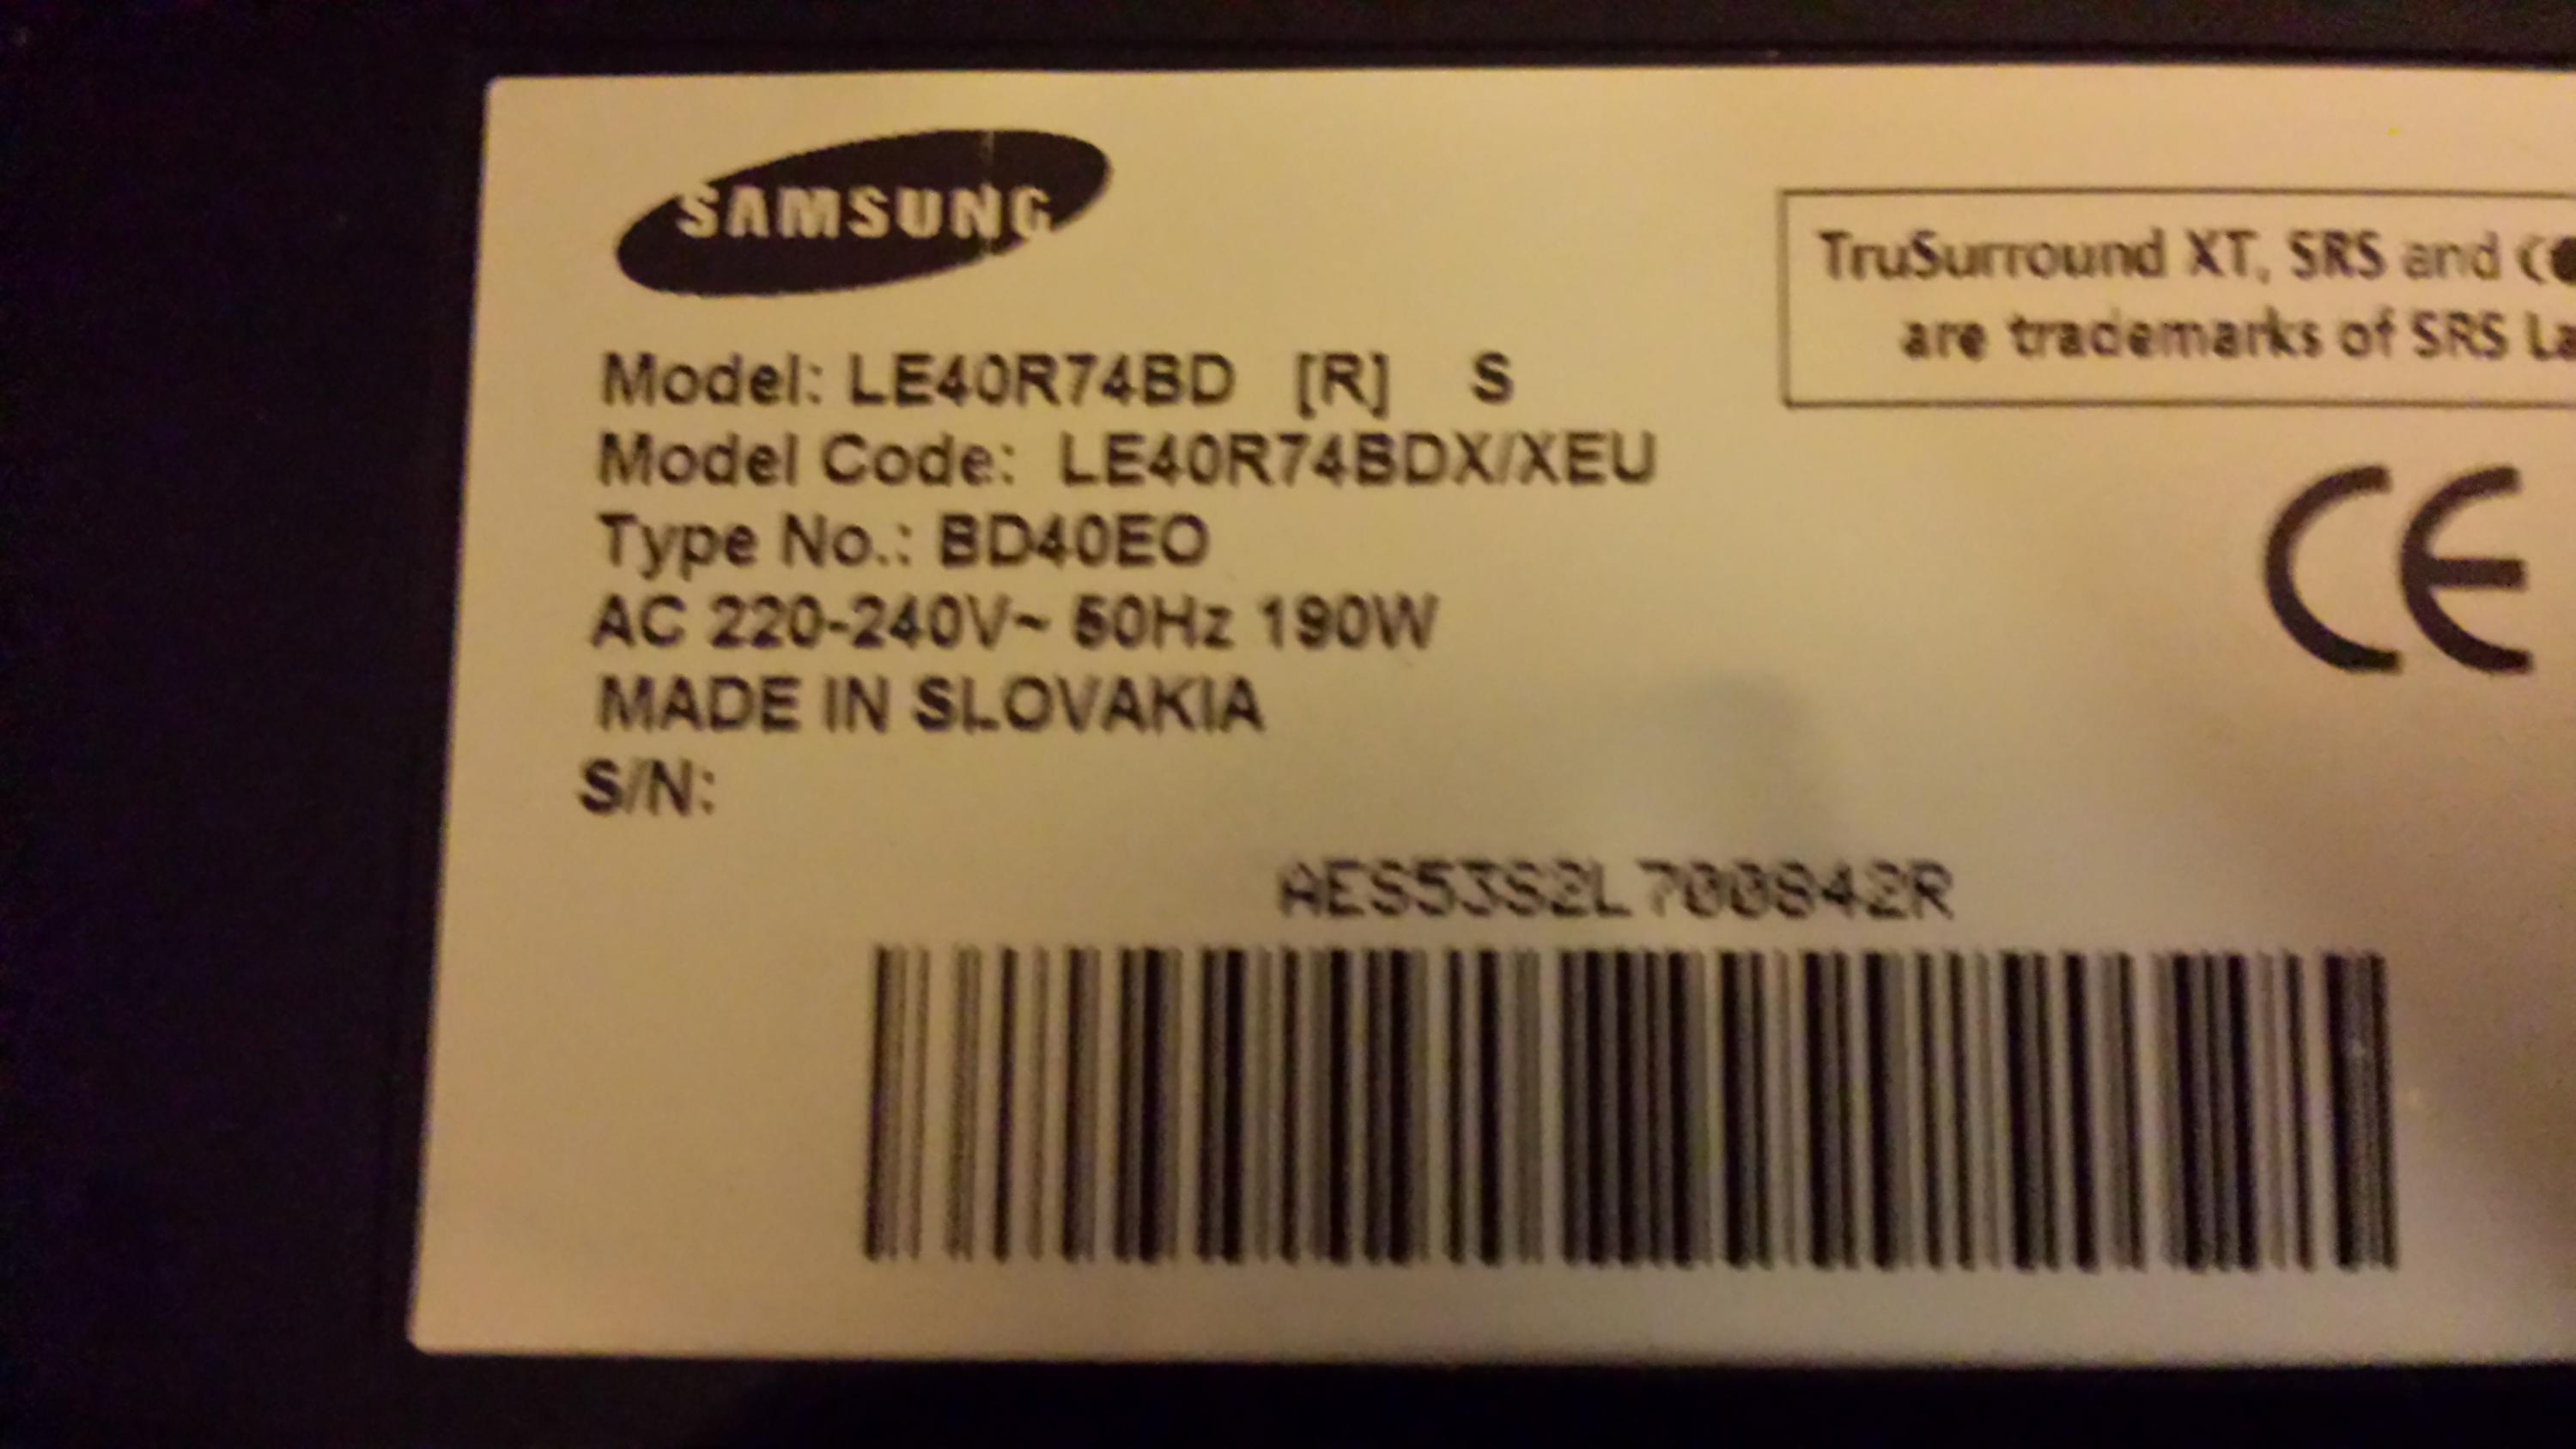 SAMSUNG
TruSurround XT, SRS and
are trademarks of SRS
Model: LE40R74BD [R] S
Model Code: LE40R74BDX/XEU
Type No.: BD40EO
AC 220-240V~ 50Hz 190W
MADE IN SLOVAKIA
S/N:
CE
AES53S2L700842R